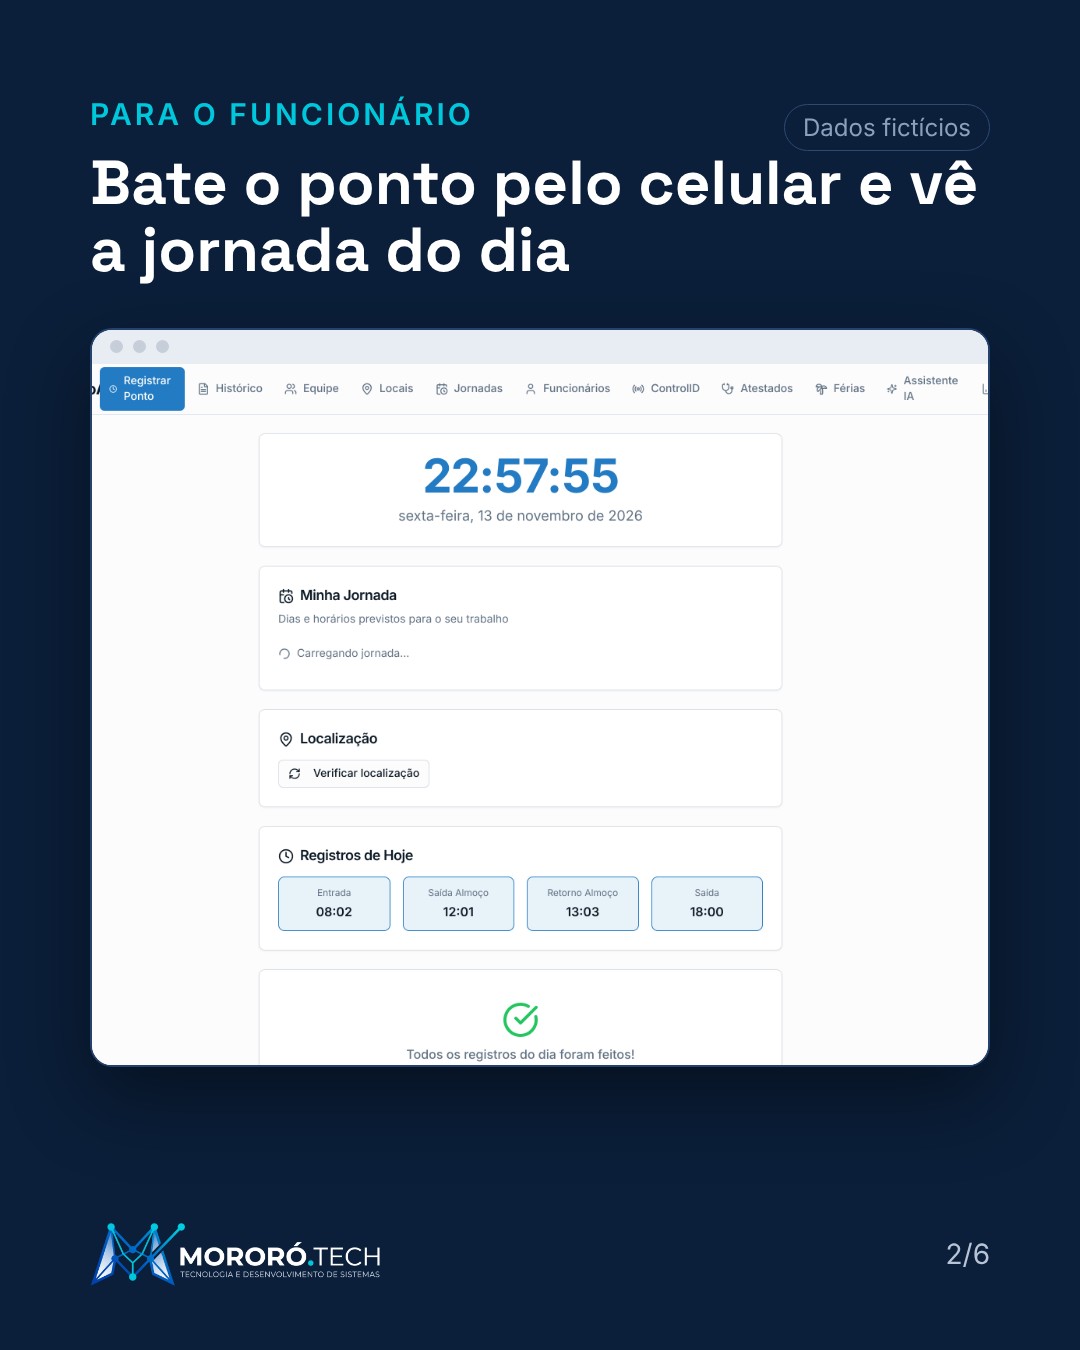 PARA O FUNCIONÁRIO
Dados fictícios
Bate o ponto pelo celular e vê
a jornada do dia
Registrar
Ponto
Histórico
Equipe
Locais
Jornadas
Funcionários
ControlID
Atestados
Férias
Assistente
IA
22:57:55
sexta-feira, 13 de novembro de 2026
Minha Jornada
Dias e horários previstos para o seu trabalho
Carregando jornada...
Localização
Verificar localização
Registros de Hoje
Entrada
08:02
Saída Almoço
12:01
Retorno Almoço
13:03
Saída
18:00
Todos os registros do dia foram feitos!
MORORÓ.TECH
TECNOLOGIA E DESENVOLVIMENTO DE SISTEMAS
2/6